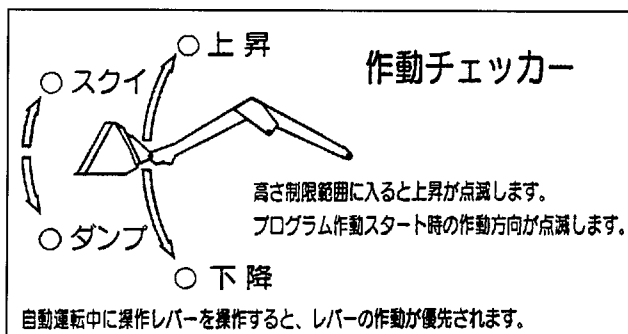 作動チェッカー
○ 上昇
○ スクイ
○ ダンプ
○ 下降
高さ制限範囲に入ると上昇が点滅します。
プログラム作動スタート時の作動方向が点滅します。
自動運転中に操作レバーを操作すると、レバーの作動が優先されます。